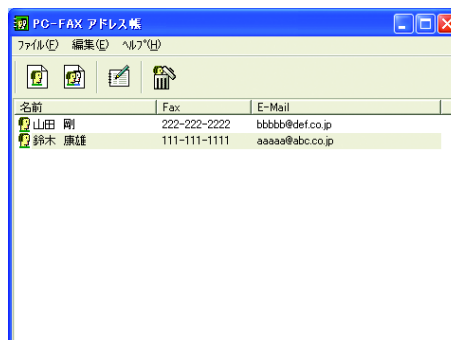 PC-FAX アドレス帳
ファイル(F) 編集(E) ヘルプ(H)
名前 Fax E-Mail
山田 剛 222-222-2222 bbbbb@def.co.jp
鈴木 康雄 111-111-1111 aaaaa@abc.co.jp